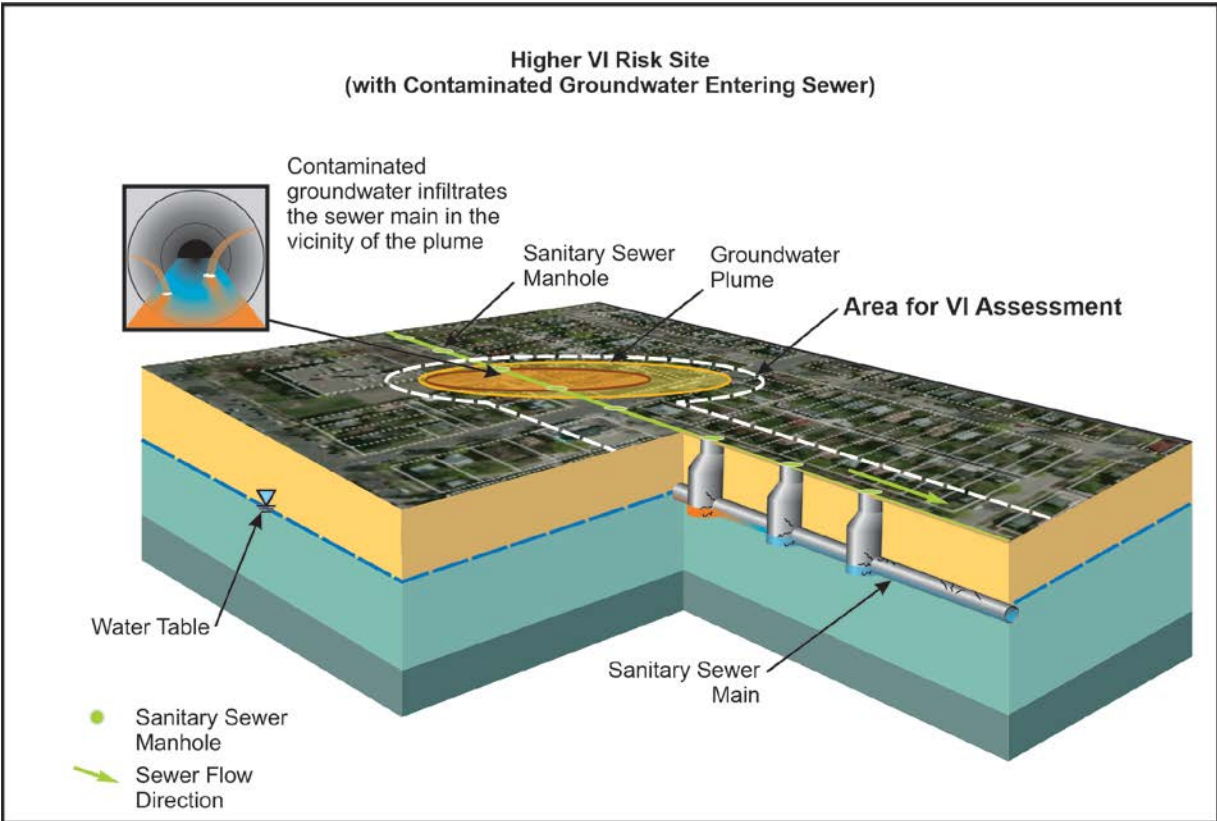 Higher VI Risk Site
(with Contaminated Groundwater Entering Sewer)
Contaminated
groundwater infiltrates
the sewer main in the
vicinity of the plume
Sanitary Sewer
Manhole
Groundwater
Plume
Area for VI Assessment
Water Table
Sanitary Sewer
Main
Sanitary Sewer
Manhole
Sewer Flow
Direction